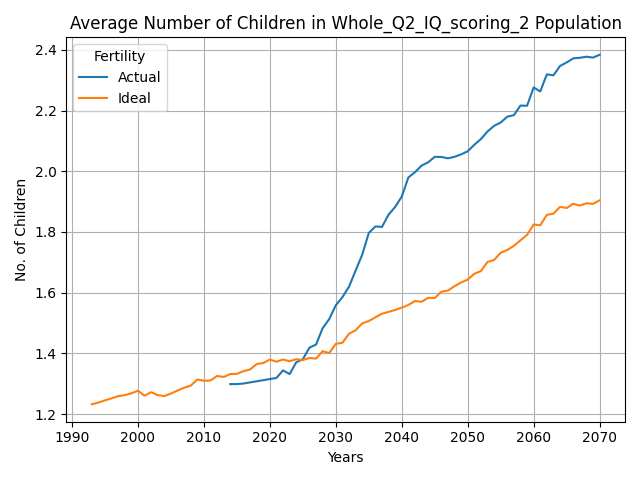 Average Number of Children in Whole_Q2_IQ_scoring_2 Population
Fertility
Actual
Ideal
No. of Children
2.4
2.2
2.0
1.8
1.6
1.4
1.2
1990 2000 2010 2020 2030 2040 2050 2060 2070
Years